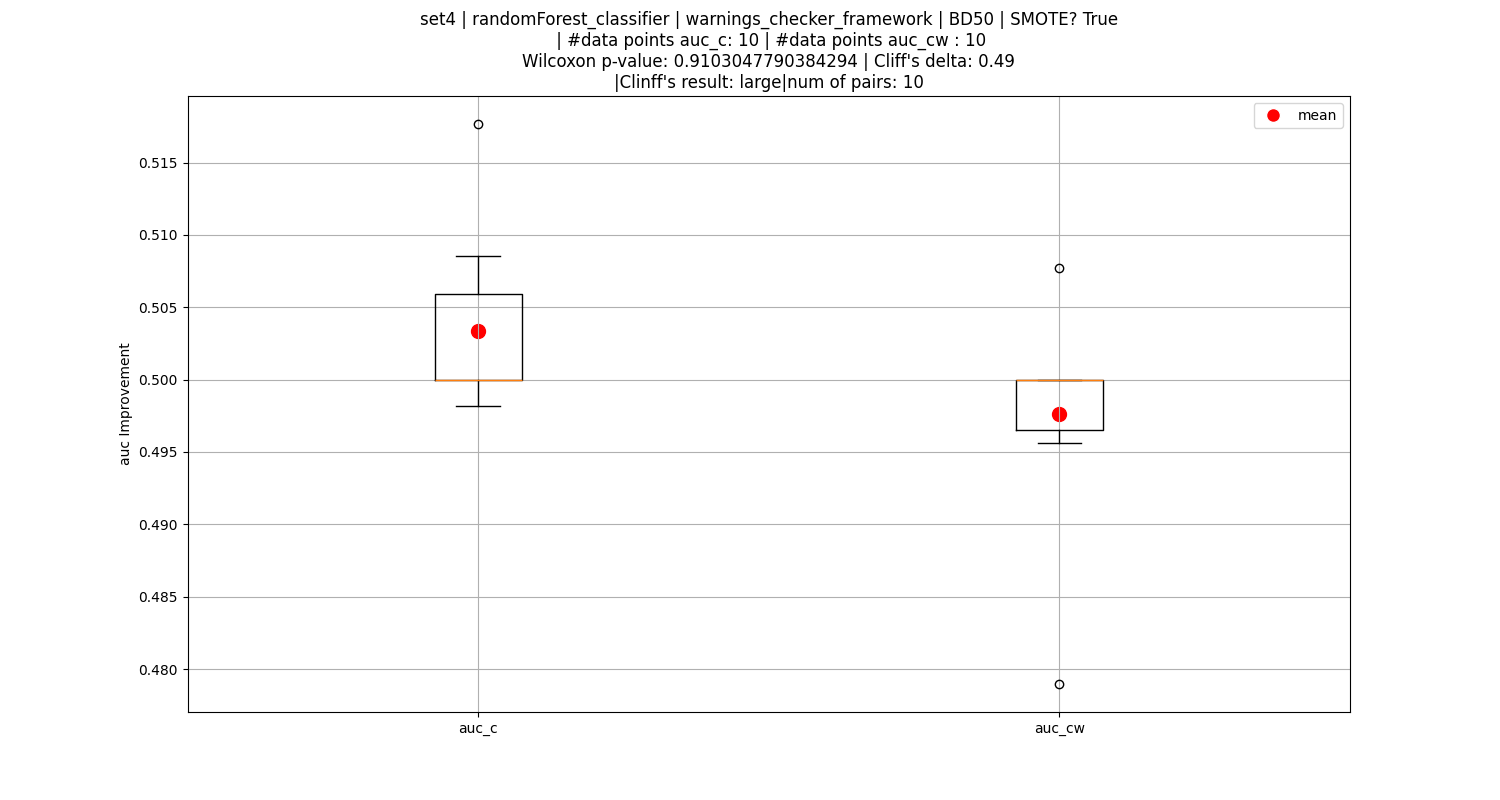 set4 | randomForest_classifier | warnings_checker_framework | BD50 | SMOTE? True
| #data points auc_c: 10 | #data points auc_cw : 10
Wilcoxon p-value: 0.9103047790384294 | Cliff's delta: 0.49
|Clinff's result: large|num of pairs: 10
mean
0.515
0.510
0.505
0.500
0.495
0.490
0.485
0.480
auc Improvement
auc_c
auc_cw